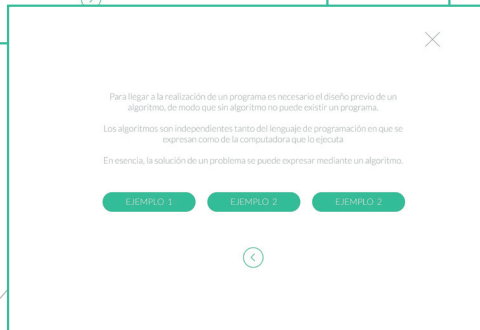 Para llegar a la realización de un programa es necesario el diseño previo de un
algoritmo, de modo que sin algoritmo no puede existir un programa.
Los algoritmos son independientes tanto del lenguaje de programación en que se
expresan como de la computadora que lo ejecuta
En esencia, la solución de un problema se puede expresar mediante un algoritmo.
EJEMPLO 1
EJEMPLO 2
EJEMPLO 2